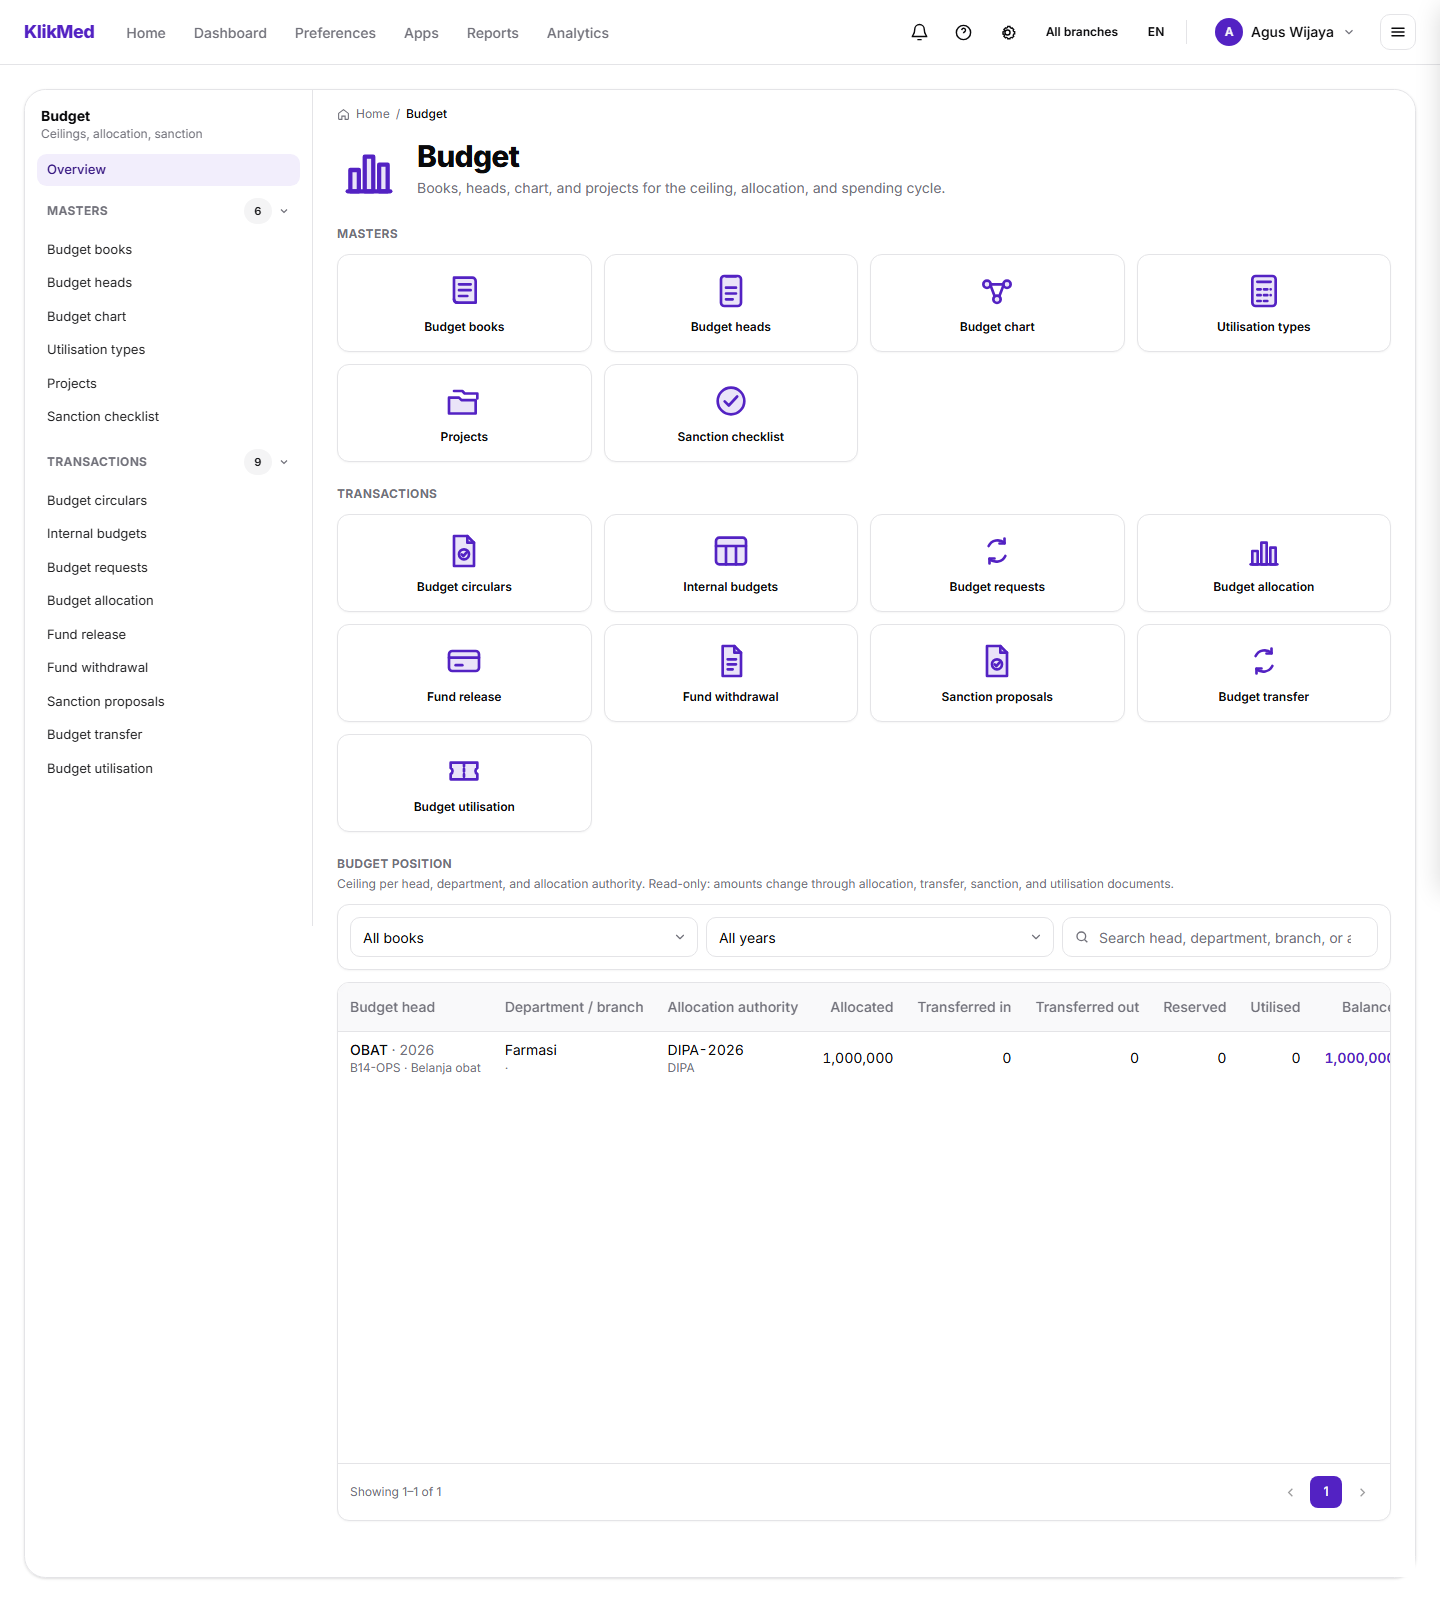 KlikMed
Home
Dashboard
Preferences
Apps
Reports
Analytics
All branches
EN
A
Agus Wijaya
Budget
Ceilings, allocation, sanction
Overview
MASTERS
6
Budget books
Budget heads
Budget chart
Utilisation types
Projects
Sanction checklist
TRANSACTIONS
9
Budget circulars
Internal budgets
Budget requests
Budget allocation
Fund release
Fund withdrawal
Sanction proposals
Budget transfer
Budget utilisation
Home / Budget
Budget
Books, heads, chart, and projects for the ceiling, allocation, and spending cycle.
MASTERS
Budget books
Budget heads
Budget chart
Utilisation types
Projects
Sanction checklist
TRANSACTIONS
Budget circulars
Internal budgets
Budget requests
Budget allocation
Fund release
Fund withdrawal
Sanction proposals
Budget transfer
Budget utilisation
BUDGET POSITION
Ceiling per head, department, and allocation authority. Read-only: amounts change through allocation, transfer, sanction, and utilisation documents.
All books
All years
Search head, department, branch, or
Budget head
Department / branch
Allocation authority
Allocated
Transferred in
Transferred out
Reserved
Utilised
Balance
OBAT · 2026
B14-OPS · Belanja obat
Farmasi
·
DIPA-2026
DIPA
1,000,000
0
0
0
0
1,000,000
Showing 1–1 of 1
1